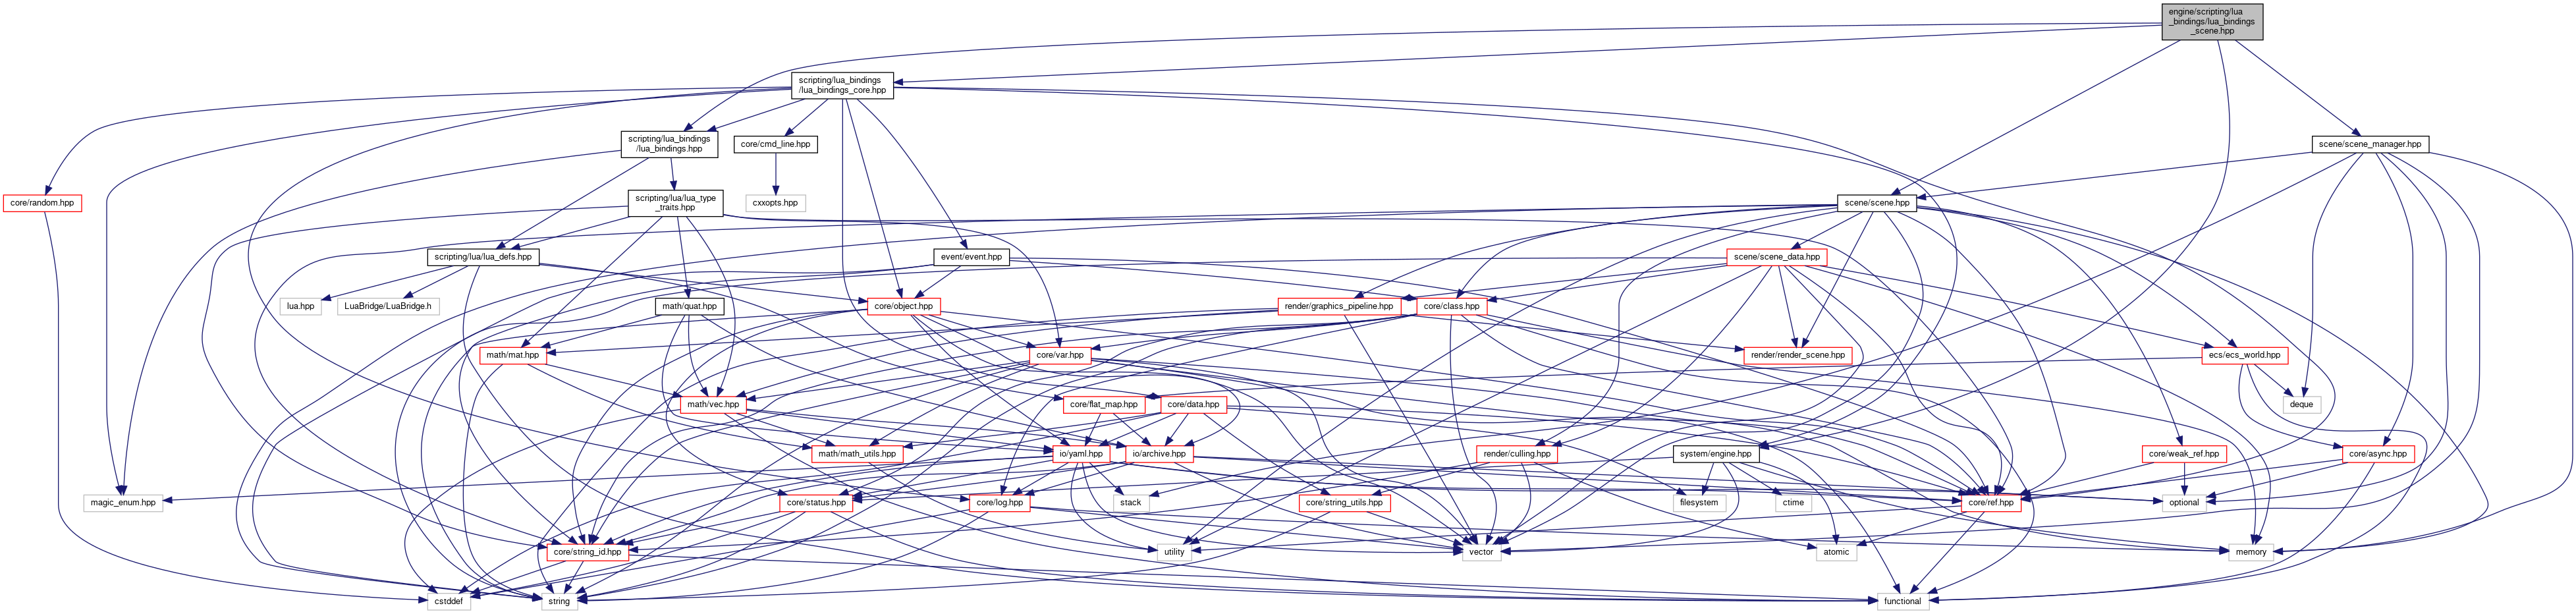 engine/scripting/lua
_bindings/lua_bindings
_scene.hpp
scripting/lua_bindings
/lua_bindings_core.hpp
scripting/lua_bindings
/lua_bindings.hpp
core/cmd_line.hpp
scene/scene_manager.hpp
core/random.hpp
scripting/lua/lua_type
_traits.hpp
cxxopts.hpp
scene/scene.hpp
scripting/lua/lua_defs.hpp
event/event.hpp
scene/scene_data.hpp
lua.hpp
LuaBridge/LuaBridge.h
math/quat.hpp
core/object.hpp
render/graphics_pipeline.hpp
core/class.hpp
math/mat.hpp
core/var.hpp
render/render_scene.hpp
ecs/ecs_world.hpp
math/vec.hpp
core/flat_map.hpp
core/data.hpp
deque
math/math_utils.hpp
io/yaml.hpp
io/archive.hpp
render/culling.hpp
system/engine.hpp
core/weak_ref.hpp
core/async.hpp
magic_enum.hpp
core/status.hpp
core/log.hpp
stack
core/string_utils.hpp
filesystem
ctime
core/ref.hpp
optional
core/string_id.hpp
utility
vector
atomic
memory
cstddef
string
functional